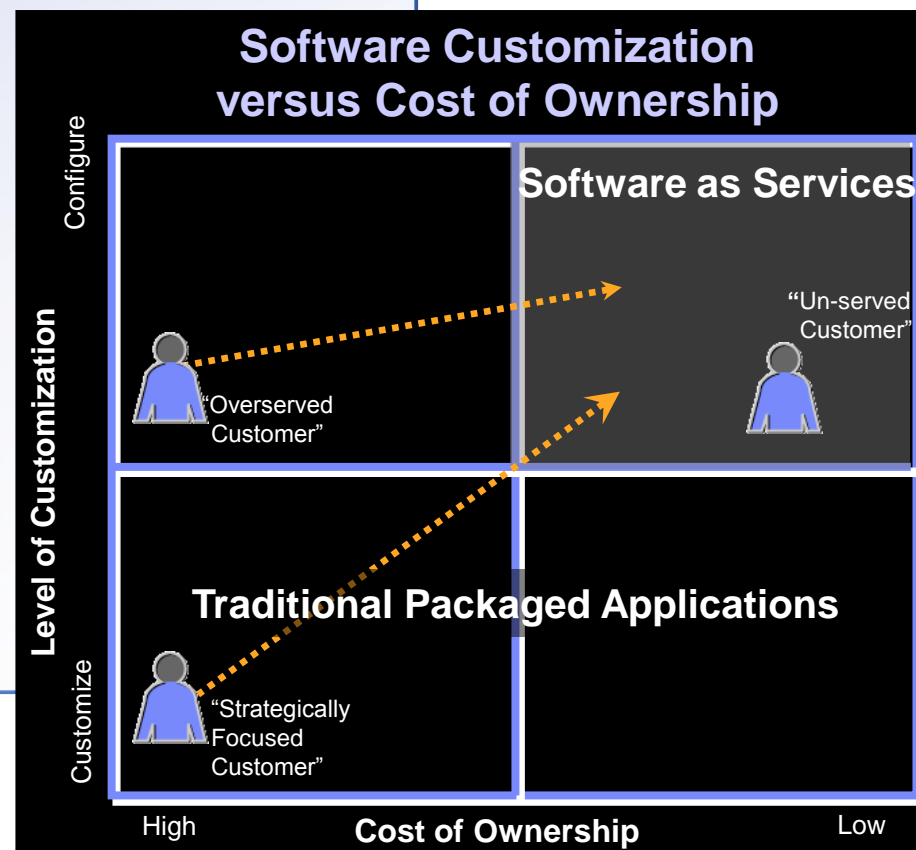 Software Customization
versus Cost of Ownership
Configure
Software as Services
“Un-served
Customer”
Level of Customization
“Overserved
Customer”
Traditional Packaged Applications
Customize
“Strategically
Focused
Customer”
High
Cost of Ownership
Low